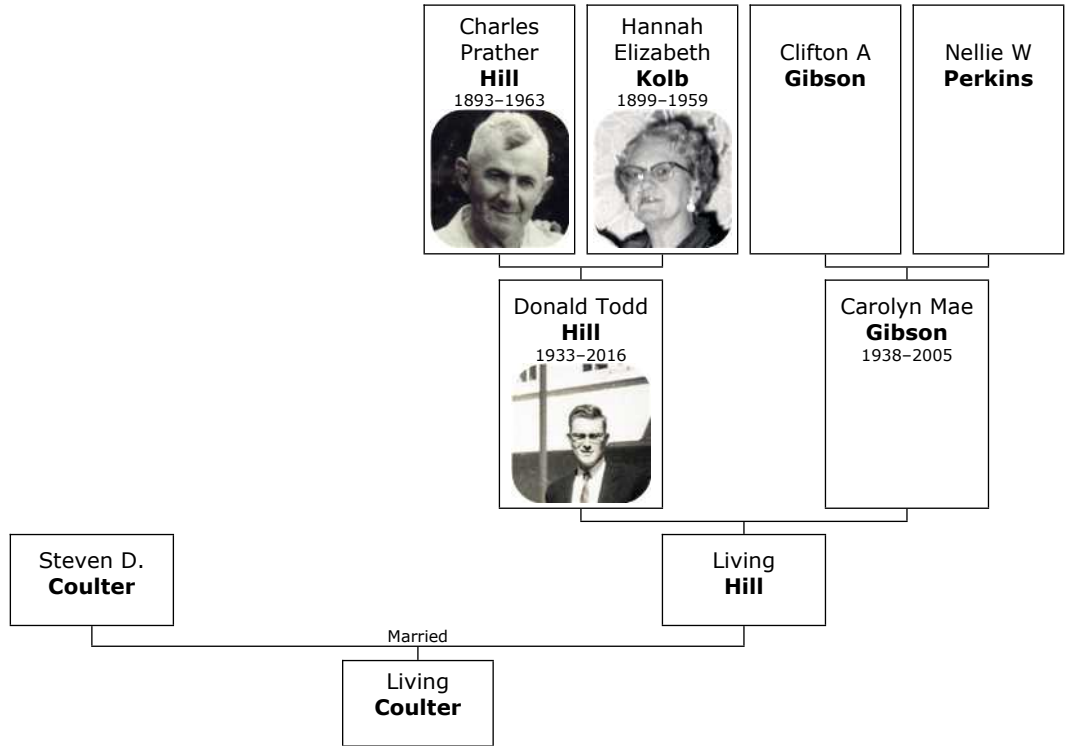 Charles
Prather
Hill
1893–1963
Hannah
Elizabeth
Kolb
1899–1959
Clifton A
Gibson
Nellie W
Perkins
Donald Todd
Hill
1933–2016
Carolyn Mae
Gibson
1938–2005
Steven D.
Coulter
Living
Hill
Married
Living
Coulter